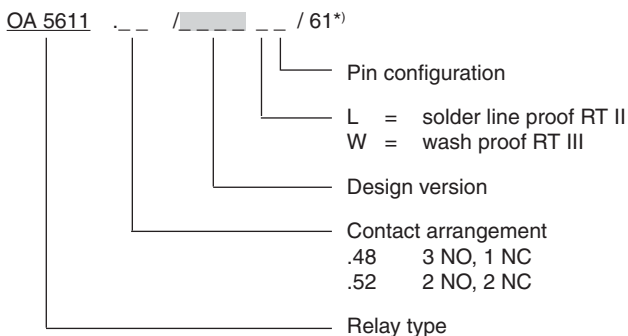 OA 5611 ._ _ /_ _ _ _ _ _ / 61*)
Pin configuration
L = solder line proof RT II
W = wash proof RT III
Design version
Contact arrangement
.48 3 NO, 1 NC
.52 2 NO, 2 NC
Relay type